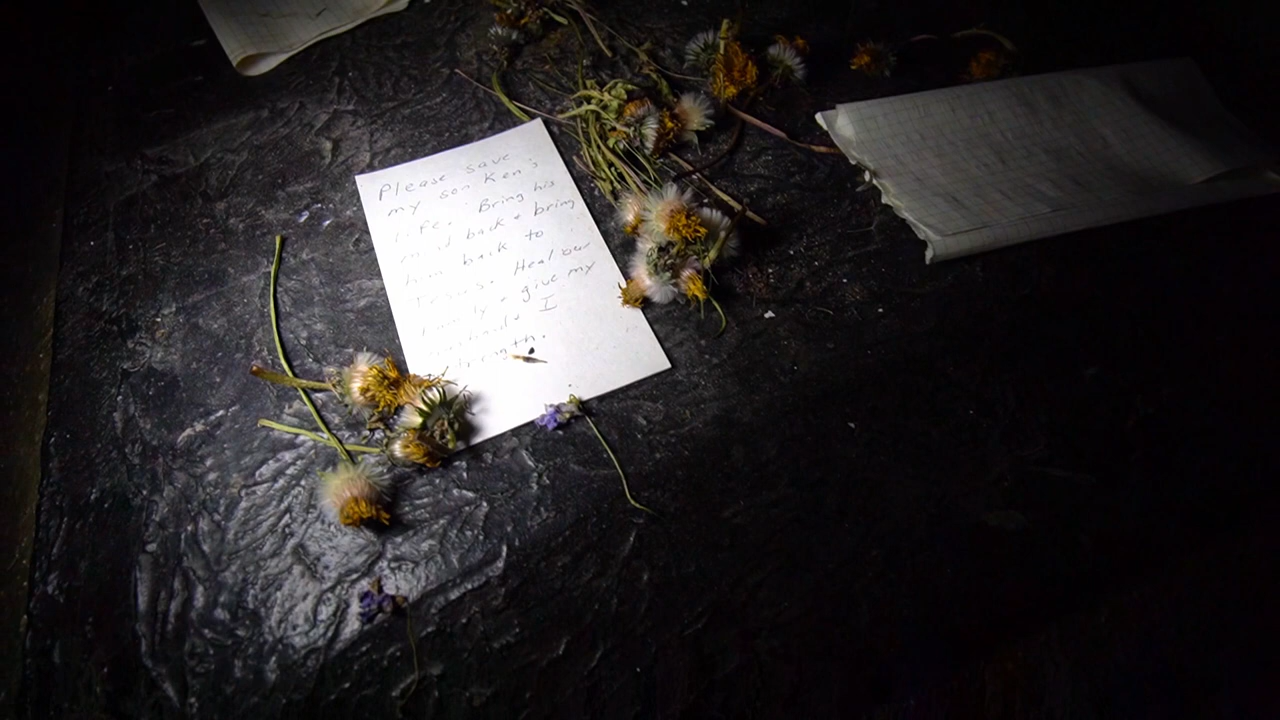 Please save
my son Ken's
life. Bring his
mind back & bring
him back to
Jesus. Heal our
family & give my
husband & I
strength.